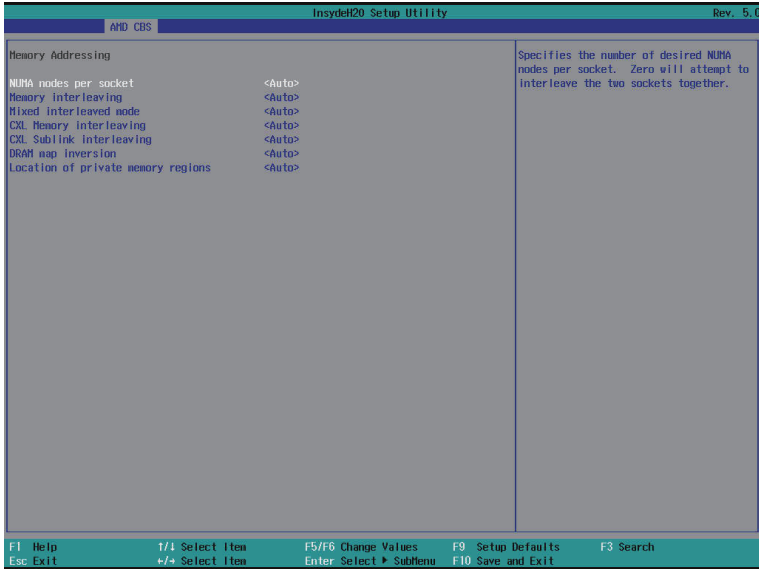 InsydeH20 Setup Utility Rev. 5.0
AMD CBS
Memory Addressing
NUMA nodes per socket <Auto>
Memory interleaving <Auto>
Mixed interleaved mode <Auto>
CXL Memory interleaving <Auto>
CXL Sublink interleaving <Auto>
DRAM map inversion <Auto>
Location of private memory regions <Auto>
Specifies the number of desired NUMA
nodes per socket. Zero will attempt to
interleave the two sockets together.
F1 Help ↑/↓ Select Item F5/F6 Change Values F9 Setup Defaults F3 Search
Esc Exit ←/→ Select Item Enter Select ► SubMenu F10 Save and Exit